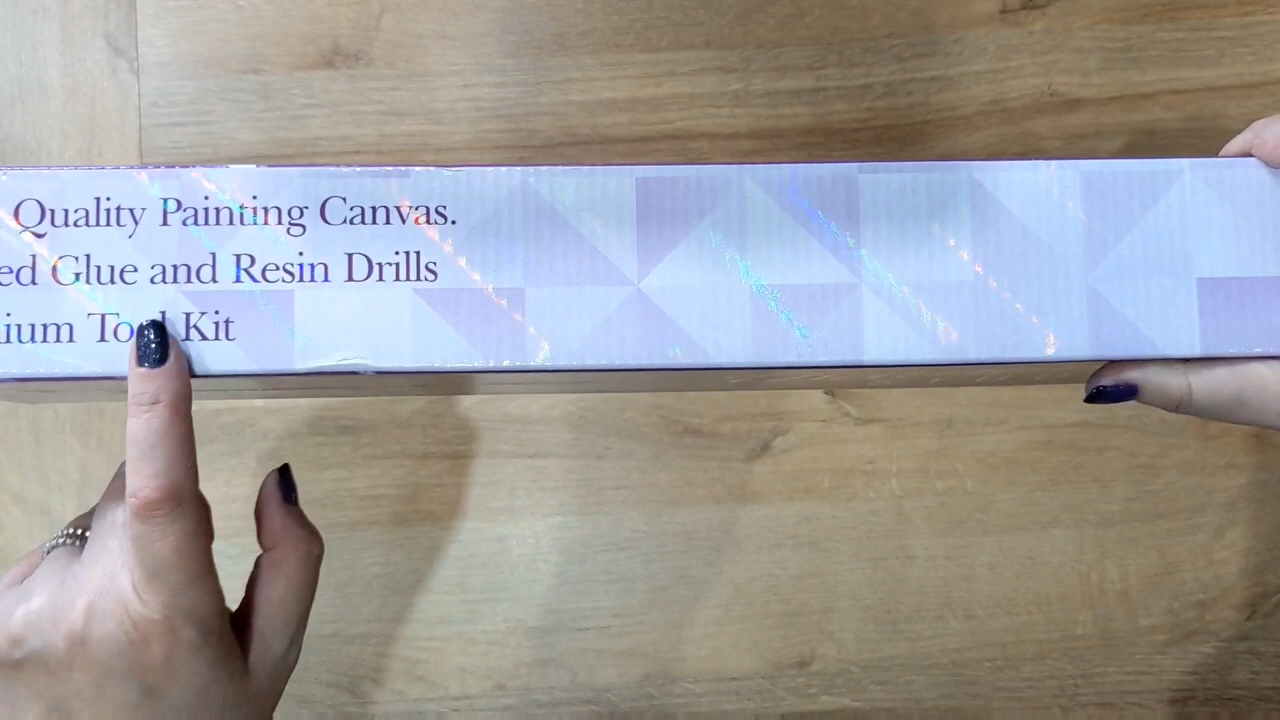 Quality Painting Canvas.
ed Glue and Resin Drills
ium Tool Kit